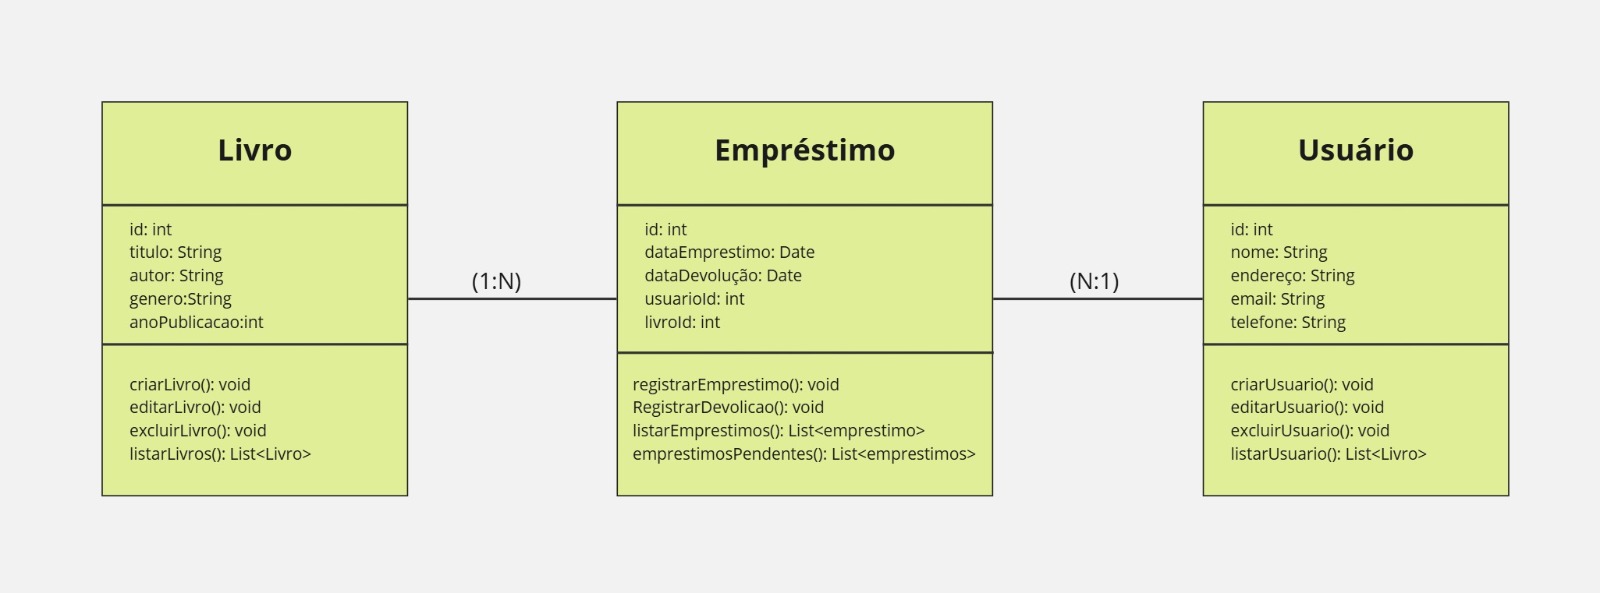 Livro
id: int
titulo: String
autor: String
genero:String
anoPublicacao:int
criarLivro(): void
editarLivro(): void
excluirLivro(): void
listarLivros(): List<Livro>
(1:N)
Empréstimo
id: int
dataEmprestimo: Date
dataDevolução: Date
usuarioId: int
livroId: int
registrarEmprestimo(): void
RegistrarDevolicao(): void
listarEmprestimos(): List<emprestimo>
emprestimosPendentes(): List<emprestimos>
(N:1)
Usuário
id: int
nome: String
endereço: String
email: String
telefone: String
criarUsuario(): void
editarUsuario(): void
excluirUsuario(): void
listarUsuario(): List<Livro>